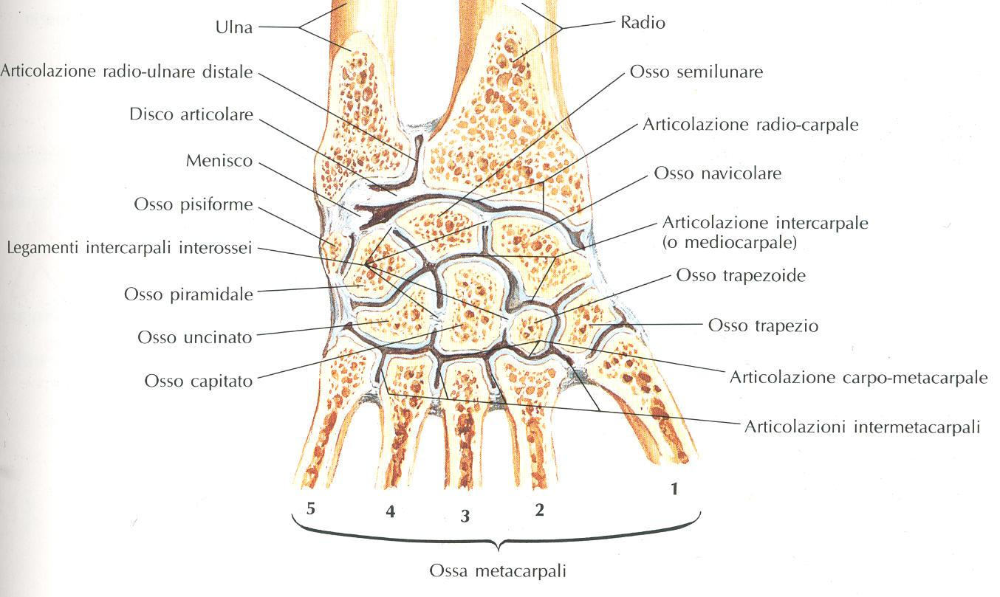 Ulna
Articolazione radio-ulnare distale
Disco articolare
Menisco
Osso pisiforme
Legamenti intercarpali interossei
Osso piramidale
Osso uncinato
Osso capitato
Radio
Osso semilunare
Articolazione radio-carpale
Osso navicolare
Articolazione intercarpale
(o mediocarpale)
Osso trapezoide
Osso trapezio
Articolazione carpo-metacarpale
Articolazioni intermetacarpali
5 4 3 2 1
Ossa metacarpali